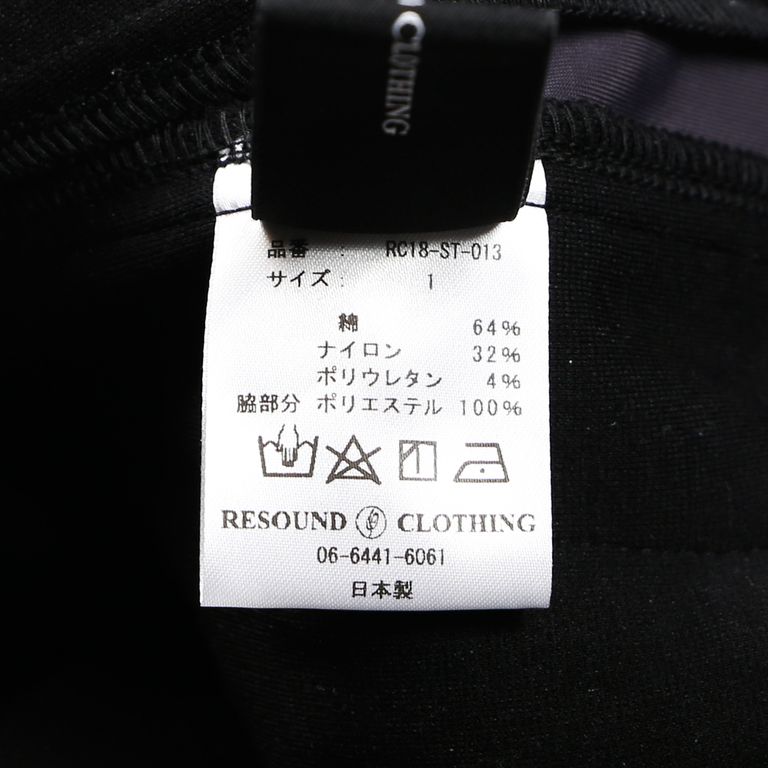 CLOTHING
品番 : RC18-ST-013
サイズ : 1
綿 64%
ナイロン 32%
ポリウレタン 4%
脇部分 ポリエステル 100%
RESOUND CLOTHING
06-6441-6061
日本製